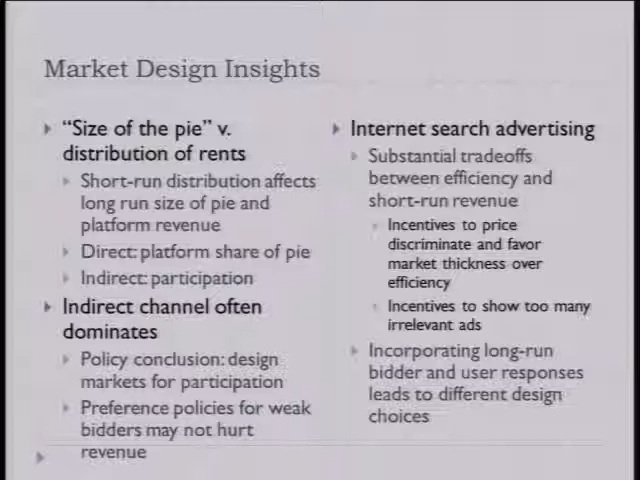 Market Design Insights
“Size of the pie” v.
distribution of rents
Short-run distribution affects
long run size of pie and
platform revenue
Direct: platform share of pie
Indirect: participation
Indirect channel often
dominates
Policy conclusion: design
markets for participation
Preference policies for weak
bidders may not hurt
revenue
Internet search advertising
Substantial tradeoffs
between efficiency and
short-run revenue
Incentives to price
discriminate and favor
market thickness over
efficiency
Incentives to show too many
irrelevant ads
Incorporating long-run
bidder and user responses
leads to different design
choices